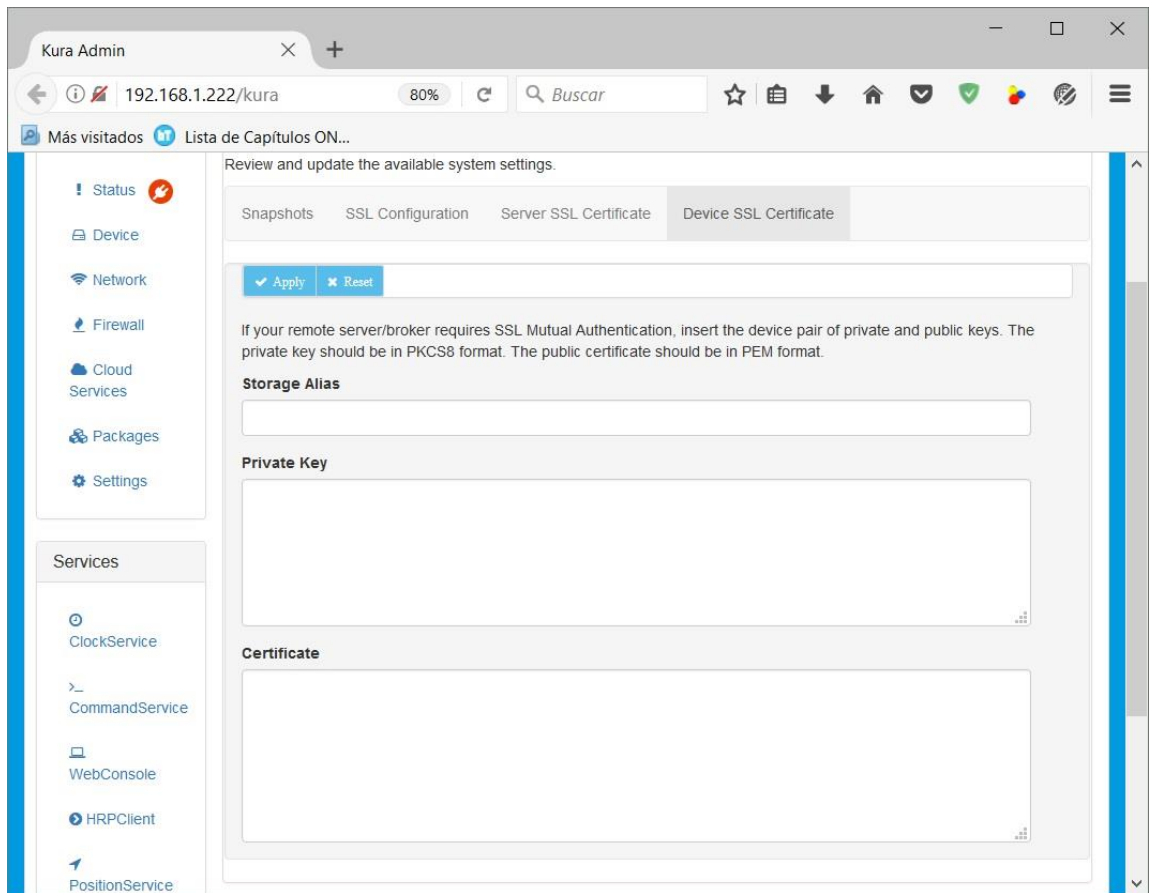 Kura Admin
192.168.1.222/kura
80%
Buscar
Más visitados
Lista de Capítulos ON...
Review and update the available system settings.
Status
Device
Network
Firewall
Cloud
Services
Packages
Settings
Snapshots
SSL Configuration
Server SSL Certificate
Device SSL Certificate
Apply
Reset
If your remote server/broker requires SSL Mutual Authentication, insert the device pair of private and public keys. The
private key should be in PKCS8 format. The public certificate should be in PEM format.
Storage Alias
Private Key
Certificate
Services
ClockService
CommandService
WebConsole
HRPClient
PositionService